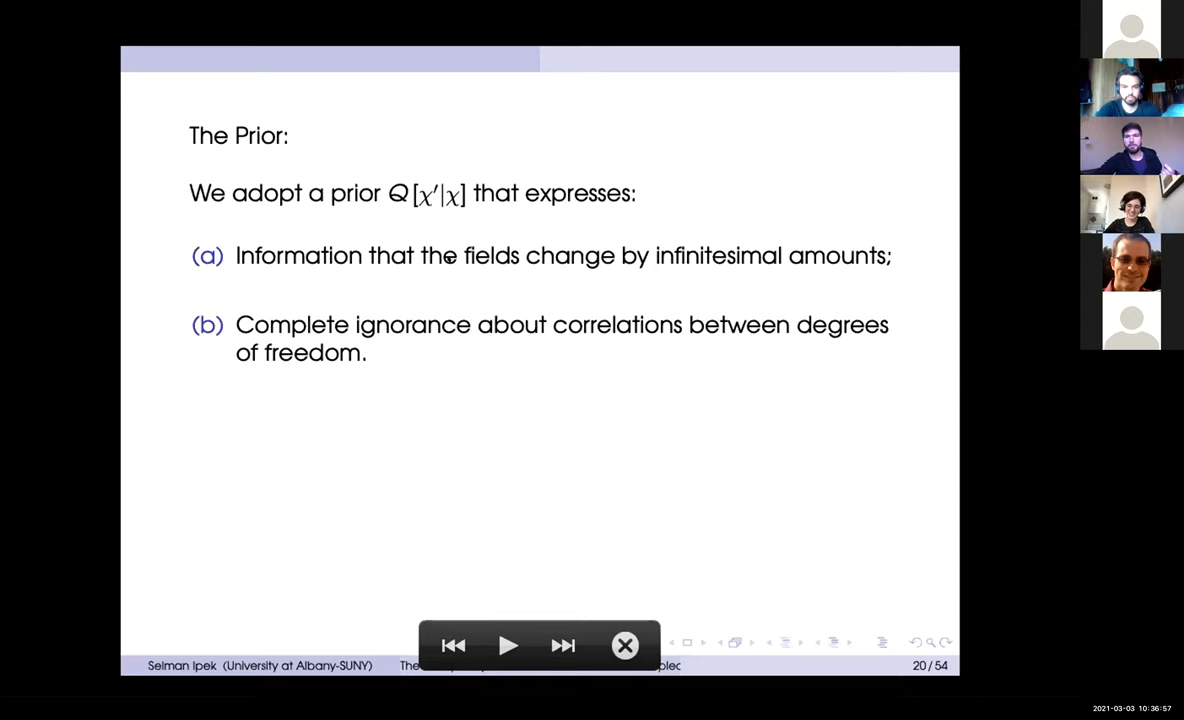 The Prior:
We adopt a prior Q[χ′|χ] that expresses:
(a) Information that the fields change by infinitesimal amounts;
(b) Complete ignorance about correlations between degrees
of freedom.
Selman Ipek (University at Albany-SUNY) The 20 / 54
2021-03-03 10:36:57